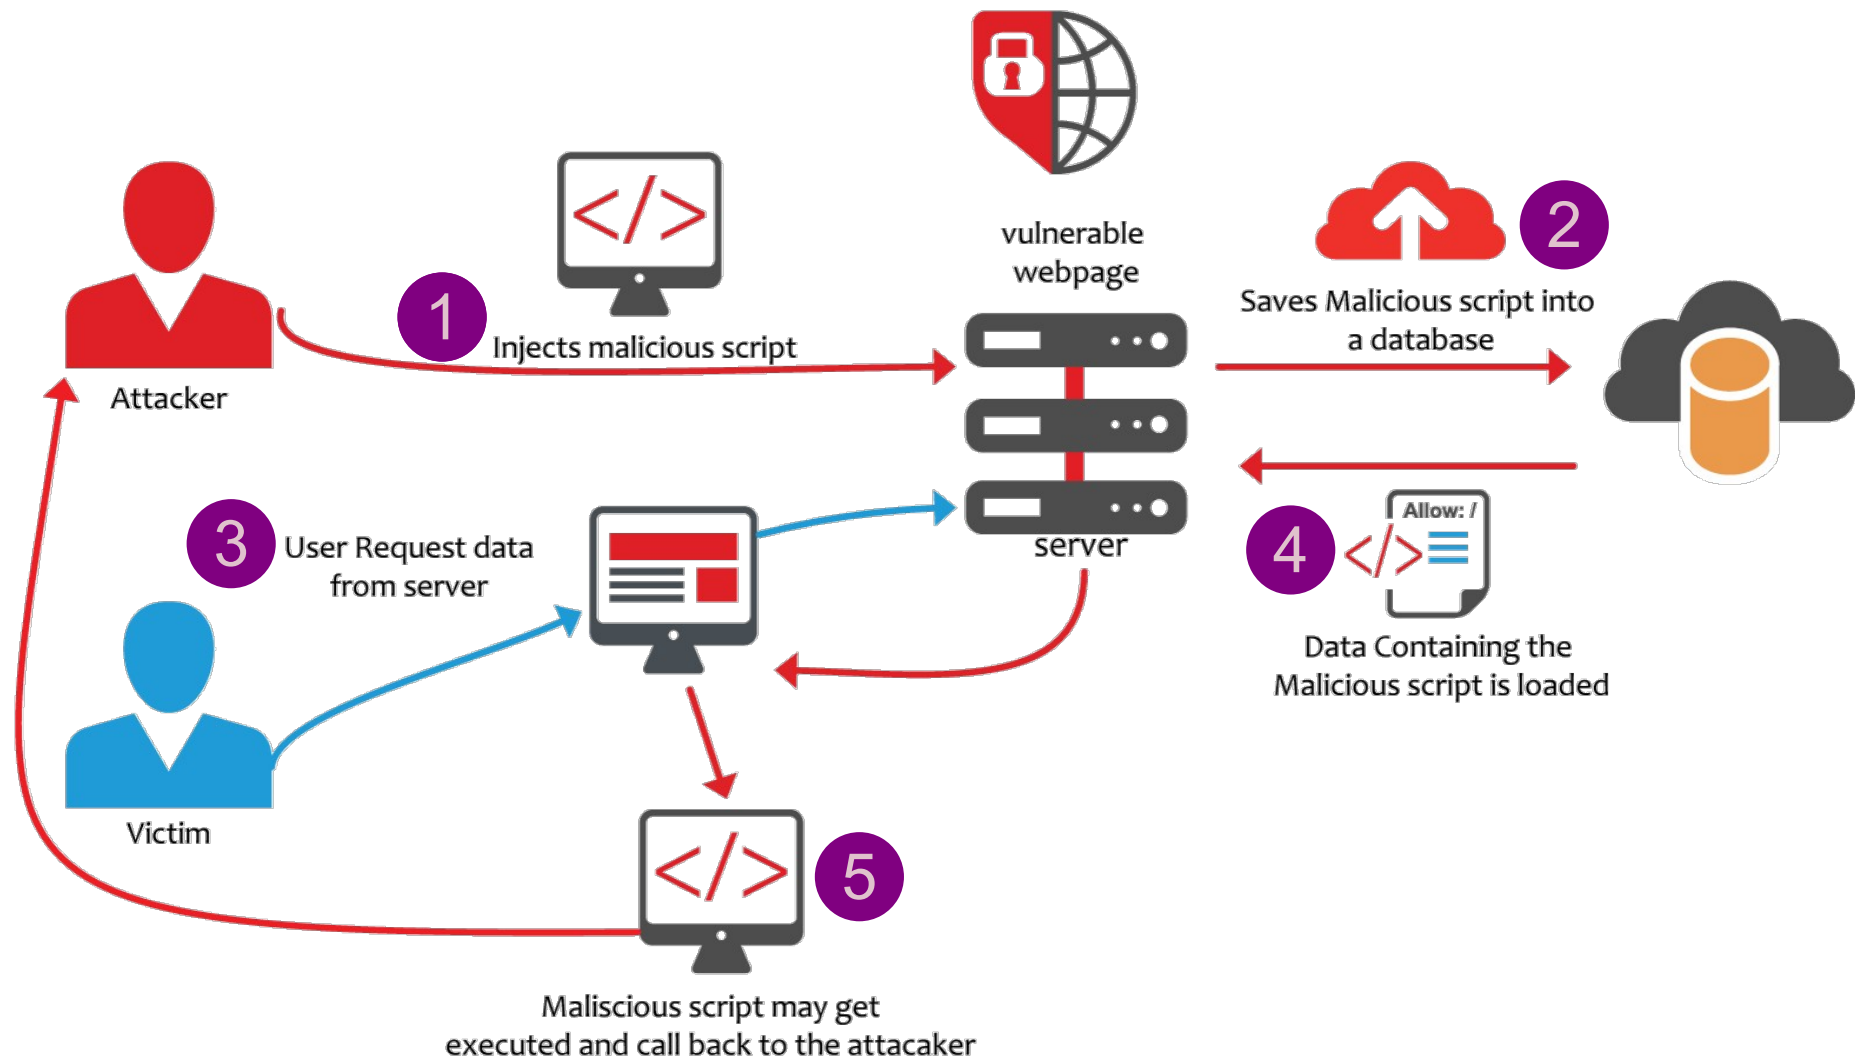 vulnerable
webpage
2
Saves Malicious script into
a database
1
Injects malicious script
Attacker
3
User Request data
from server
server
4
Allow: /
</>
Data Containing the
Malicious script is loaded
Victim
</>
5
Maliscious script may get
executed and call back to the attacaker
</>